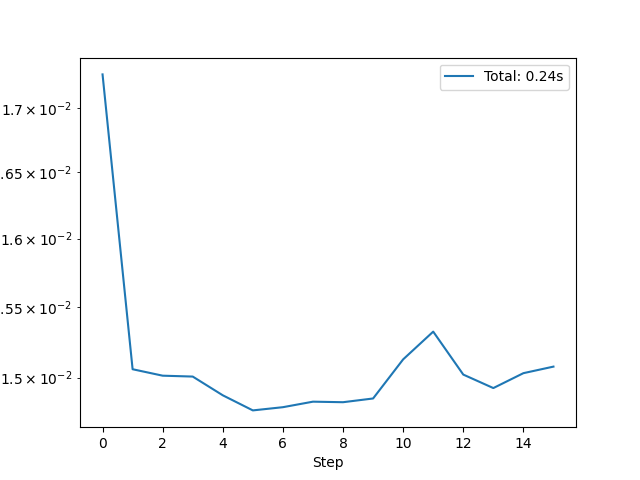 Total: 0.24s
1.7 × 10⁻²
.65 × 10⁻²
1.6 × 10⁻²
.55 × 10⁻²
1.5 × 10⁻²
0 2 4 6 8 10 12 14
Step